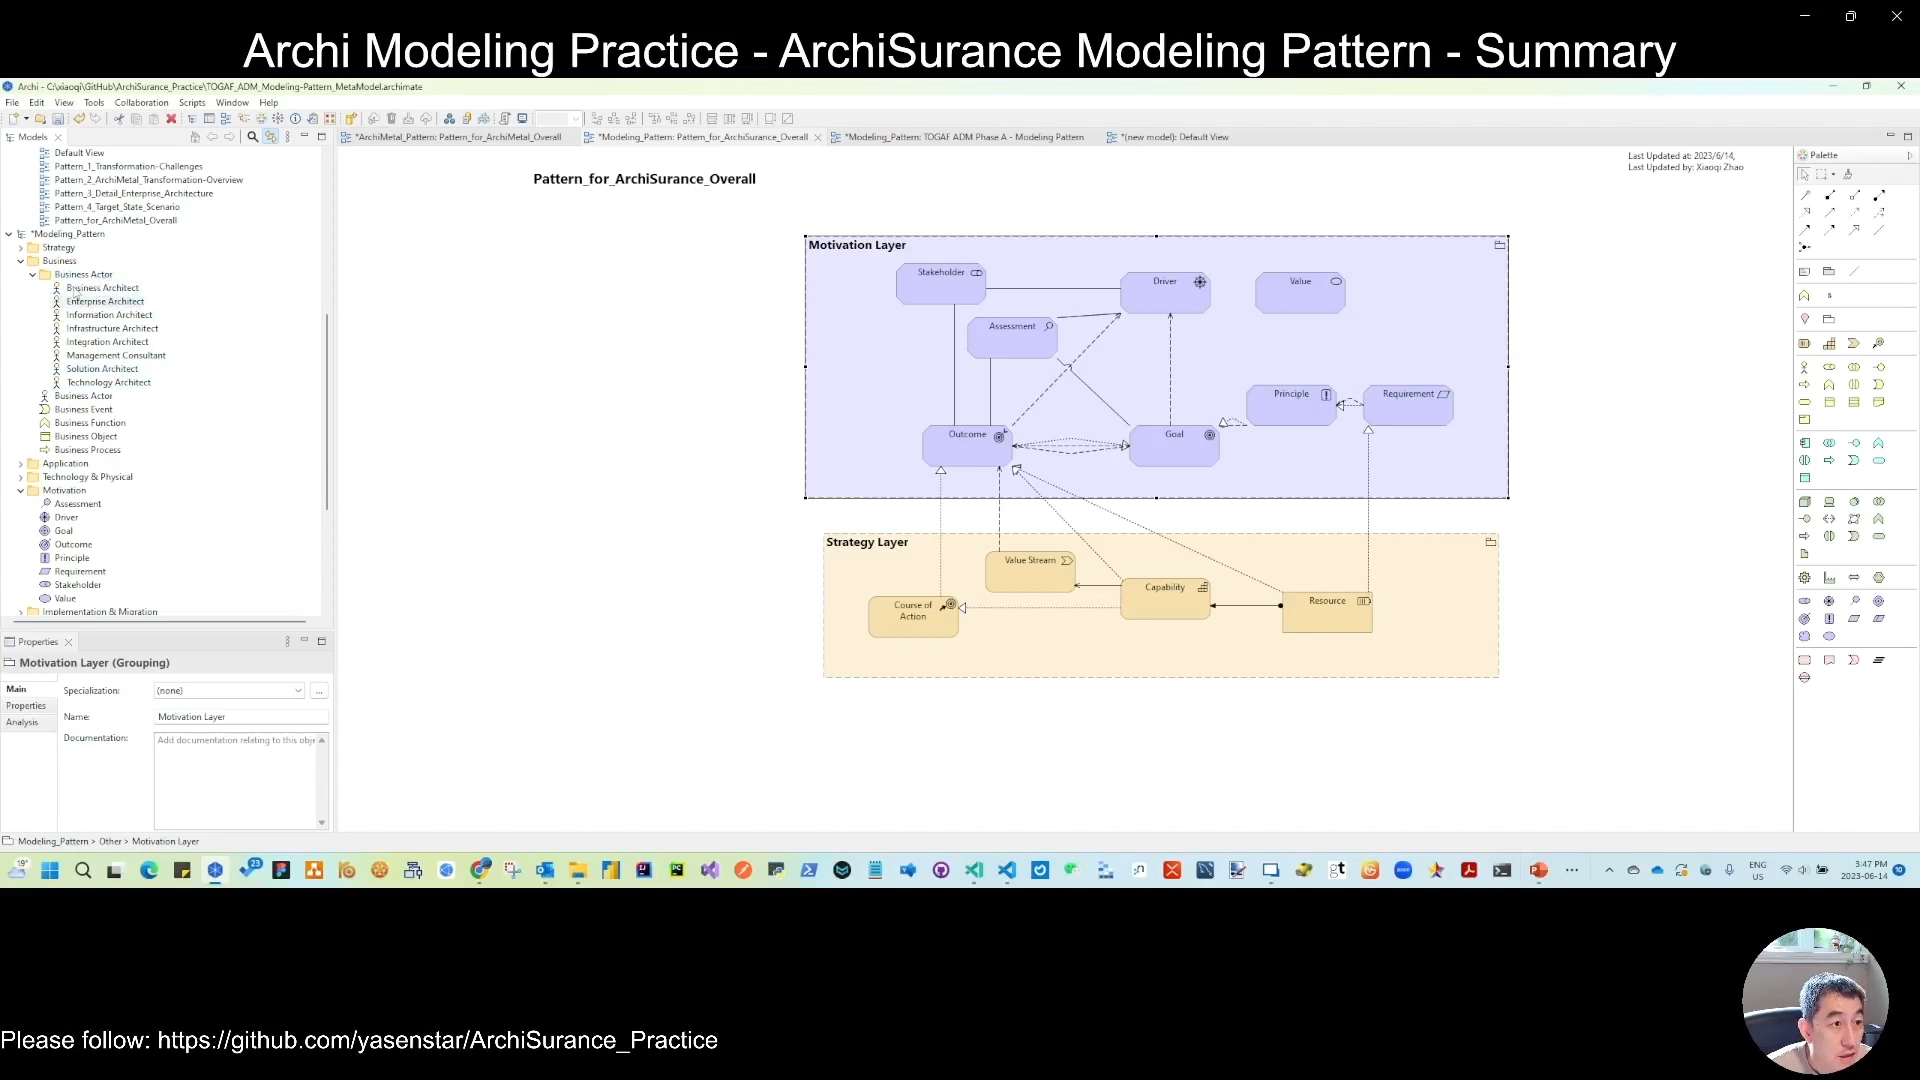 Archi Modeling Practice - ArchiSurance Modeling Pattern - Summary
Archi - C:\xiaoqi\GitHub\ArchiSurance_Practice\TOGAF_ADM_Modeling-Pattern_MetaModel.archimate
File Edit View Tools Collaboration Scripts Window Help
Models
*ArchiMetal_Pattern: Pattern_for_ArchiMetal_Overall
*Modeling_Pattern: Pattern_for_ArchiSurance_Overall
*Modeling_Pattern: TOGAF ADM Phase A - Modeling Pattern
*(new model): Default View
Default View
Pattern_1_Transformation-Challenges
Pattern_2_ArchiMetal_Transformation-Overview
Pattern_3_Detail_Enterprise_Architecture
Pattern_4_Target_State_Scenario
Pattern_for_ArchiMetal_Overall
*Modeling_Pattern
Strategy
Business
Business Actor
Business Architect
Enterprise Architect
Information Architect
Infrastructure Architect
Integration Architect
Management Consultant
Solution Architect
Technology Architect
Business Actor
Business Event
Business Function
Business Object
Business Process
Application
Technology & Physical
Motivation
Assessment
Driver
Goal
Outcome
Principle
Requirement
Stakeholder
Value
Implementation & Migration
Properties
Motivation Layer (Grouping)
Main
Properties
Analysis
Specialization:
(none)
...
Name:
Motivation Layer
Documentation:
Add documentation relating to this obje
Modeling_Pattern > Other > Motivation Layer
Pattern_for_ArchiSurance_Overall
Last Updated at: 2023/6/14,
Last Updated by: Xiaoqi Zhao
Motivation Layer
Stakeholder
Driver
Value
Assessment
Principle
Requirement
Outcome
Goal
Strategy Layer
Value Stream
Capability
Resource
Course of
Action
Palette
19°
23
ENG
US
3:47 PM
2023-06-14
10
Please follow: https://github.com/yasenstar/ArchiSurance_Practice